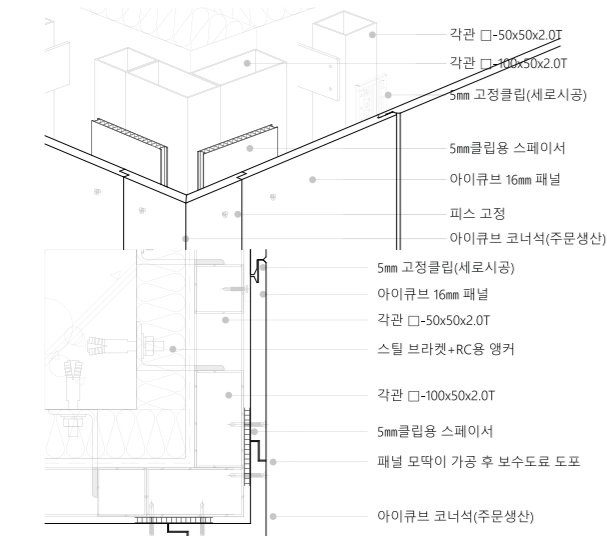 각관 □-50x50x2.0T
각관 □-100x50x2.0T
5㎜ 고정클립(세로시공)
5㎜클립용 스페이서
아이큐브 16㎜ 패널
피스 고정
아이큐브 코너석(주문생산)
5㎜ 고정클립(세로시공)
아이큐브 16㎜ 패널
각관 □-50x50x2.0T
스틸 브라켓+RC용 앵커
각관 □-100x50x2.0T
5㎜클립용 스페이서
패널 모딱이 가공 후 보수도료 도포
아이큐브 코너석(주문생산)